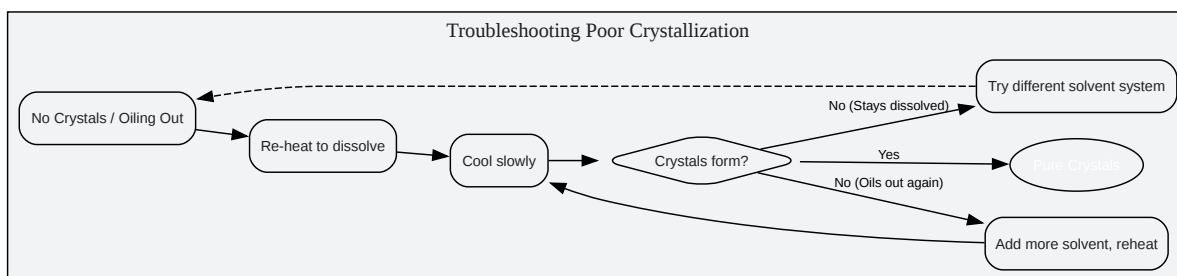 Troubleshooting Poor Crystallization
Try different solvent system
No (Stays dissolved)
No Crystals / Oiling Out
Re-heat to dissolve
Cool slowly
Crystals form?
Yes
Pure Crystals
No (Oils out again)
Add more solvent, reheat